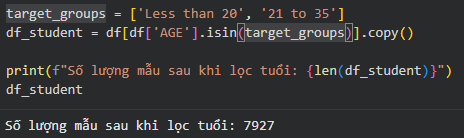 target_groups = ['Less than 20', '21 to 35']
df_student = df[df['AGE'].isin(target_groups)].copy()
print(f"Số lượng mẫu sau khi lọc tuổi: {len(df_student)}")
df_student
Số lượng mẫu sau khi lọc tuổi: 7927